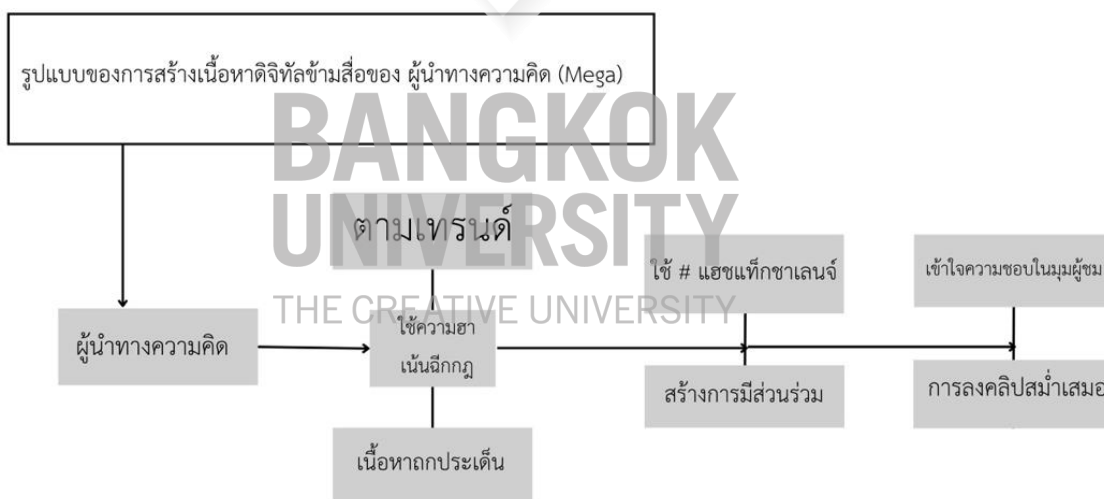 รูปแบบของการสร้างเนื้อหาดิจิทัลข้ามสื่อของ ผู้นำทางความคิด (Mega)
BANGKOK
UNIVERSITY
THE CREATIVE UNIVERSITY
ตามเทรนด์
ใช้ # แฮชแท็กชาเลนจ์
เข้าใจความชอบในมุมผู้ชม
ผู้นำทางความคิด
ใช้ความฮา
เน้นฉีกกฎ
สร้างการมีส่วนร่วม
การลงคลิปสม่ำเสมอ
เนื้อหาถกประเด็น